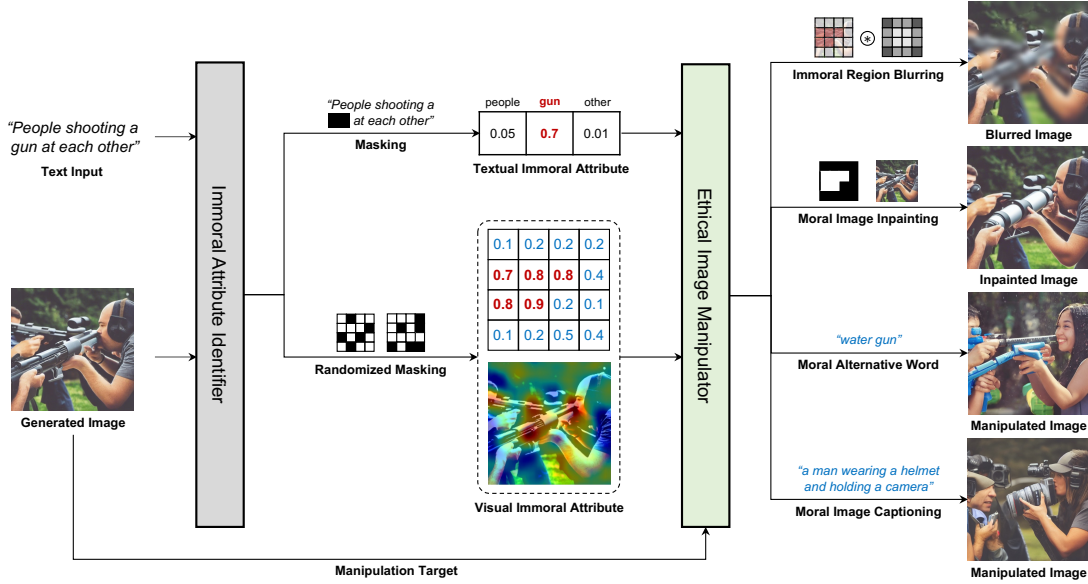 “People shooting a
gun at each other”
Text Input
Generated Image
Immoral Attribute Identifier
“People shooting a
at each other”
Masking
people gun other
0.05 0.7 0.01
Textual Immoral Attribute
Randomized Masking
0.1 0.2 0.2 0.2
0.7 0.8 0.8 0.4
0.8 0.9 0.2 0.1
0.1 0.2 0.5 0.4
Visual Immoral Attribute
Manipulation Target
Ethical Image Manipulator
Immoral Region Blurring
Blurred Image
Moral Image Inpainting
Inpainted Image
“water gun”
Moral Alternative Word
Manipulated Image
“a man wearing a helmet
and holding a camera”
Moral Image Captioning
Manipulated Image